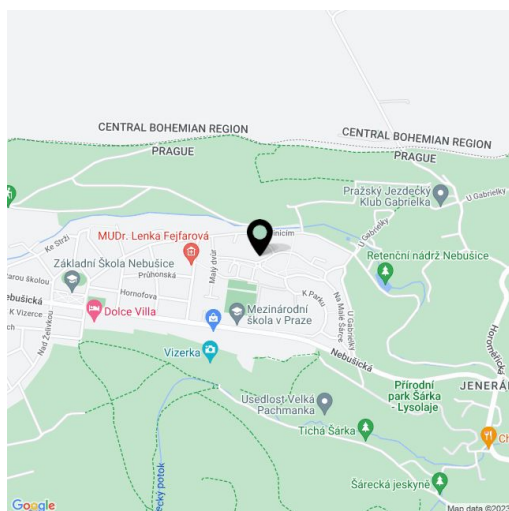 CENTRAL BOHEMIAN REGION
PRAGUE
CENTRAL BOHEMIAN REGION
PRAGUE
Pražský Jezdecký
Klub Gabrielka
U Gabrielky
MUDr. Lenka Fejfarová
U Gabrielky
Ke Strži
Malý dvůr
Retenční nádrž Nebušice
Základní Škola Nebušice
Průhonská
Hornofova
K Parku
Na Malé Šárce
U Gabrielky
Mezinárodní
škola v Praze
K Vizerce
Dolce Villa
Nad Želivkou
Vizerka
Nebušická
Horoměřická
Přírodní
park Šárka
- Lysolaje
JENERÁL
Usedlost Velká
Pachmanka
Tichá Šárka
Šárecká jeskyně
Google
Map data ©2023